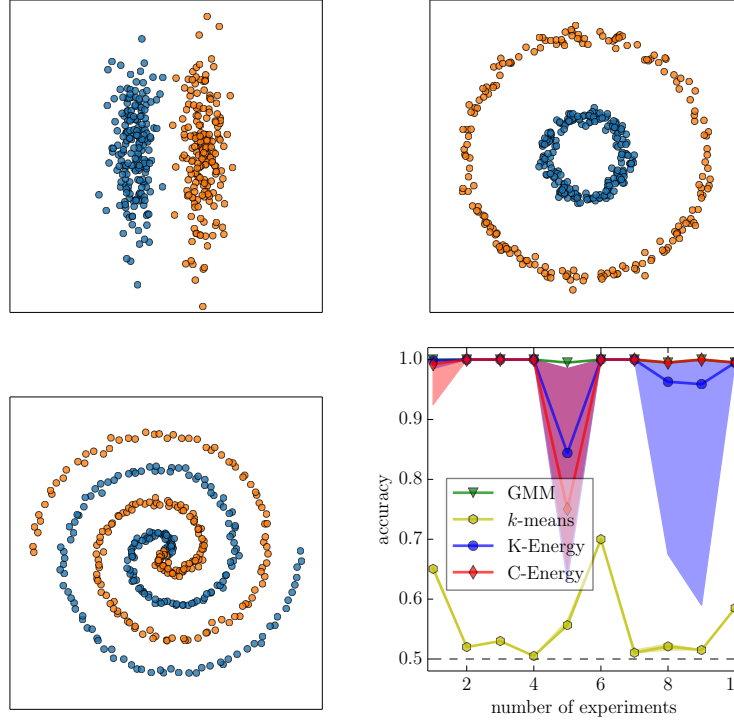 1.0
0.9
0.8
0.7
0.6
0.5
accuracy
GMM
k-means
K-Energy
C-Energy
2 4 6 8 1
number of experiments